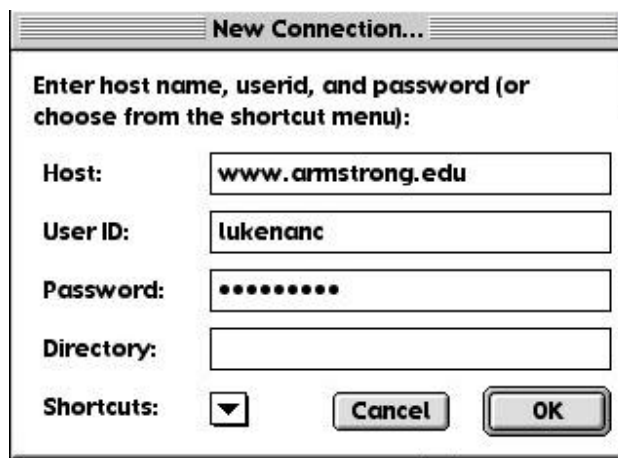 New Connection...
Enter host name, userid, and password (or
choose from the shortcut menu):
Host: www.armstrong.edu
User ID: lukenanc
Password: •••••••••
Directory:
Shortcuts: Cancel OK